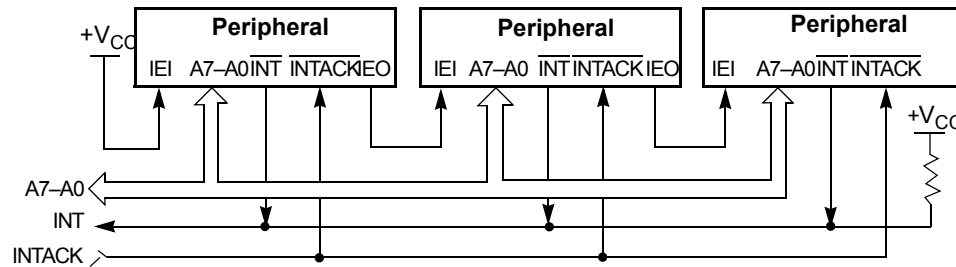 Peripheral Peripheral Peripheral
+VCC
IEI A7–A0 INT INTACK IEO IEI A7–A0 INT INTACK IEO IEI A7–A0 INT INTACK
+VCC
A7–A0
INT
INTACK